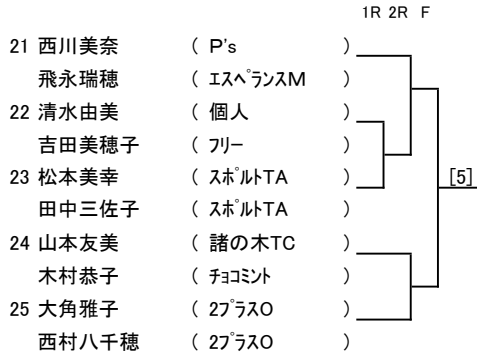 1R 2R F
21 西川美奈 ( P's )
飛永瑞穂 ( ｴｽﾍﾟﾗﾝｽM )
22 清水由美 ( 個人 )
吉田美穂子 ( ﾌﾘｰ )
23 松本美幸 ( ｽﾎﾟﾙﾄTA ) [5]
田中三佐子 ( ｽﾎﾟﾙﾄTA )
24 山本友美 ( 諸の木TC )
木村恭子 ( ﾁｮｺﾐﾝﾄ )
25 大角雅子 ( 2ﾌﾟﾗｽO )
西村八千穂 ( 2ﾌﾟﾗｽO )